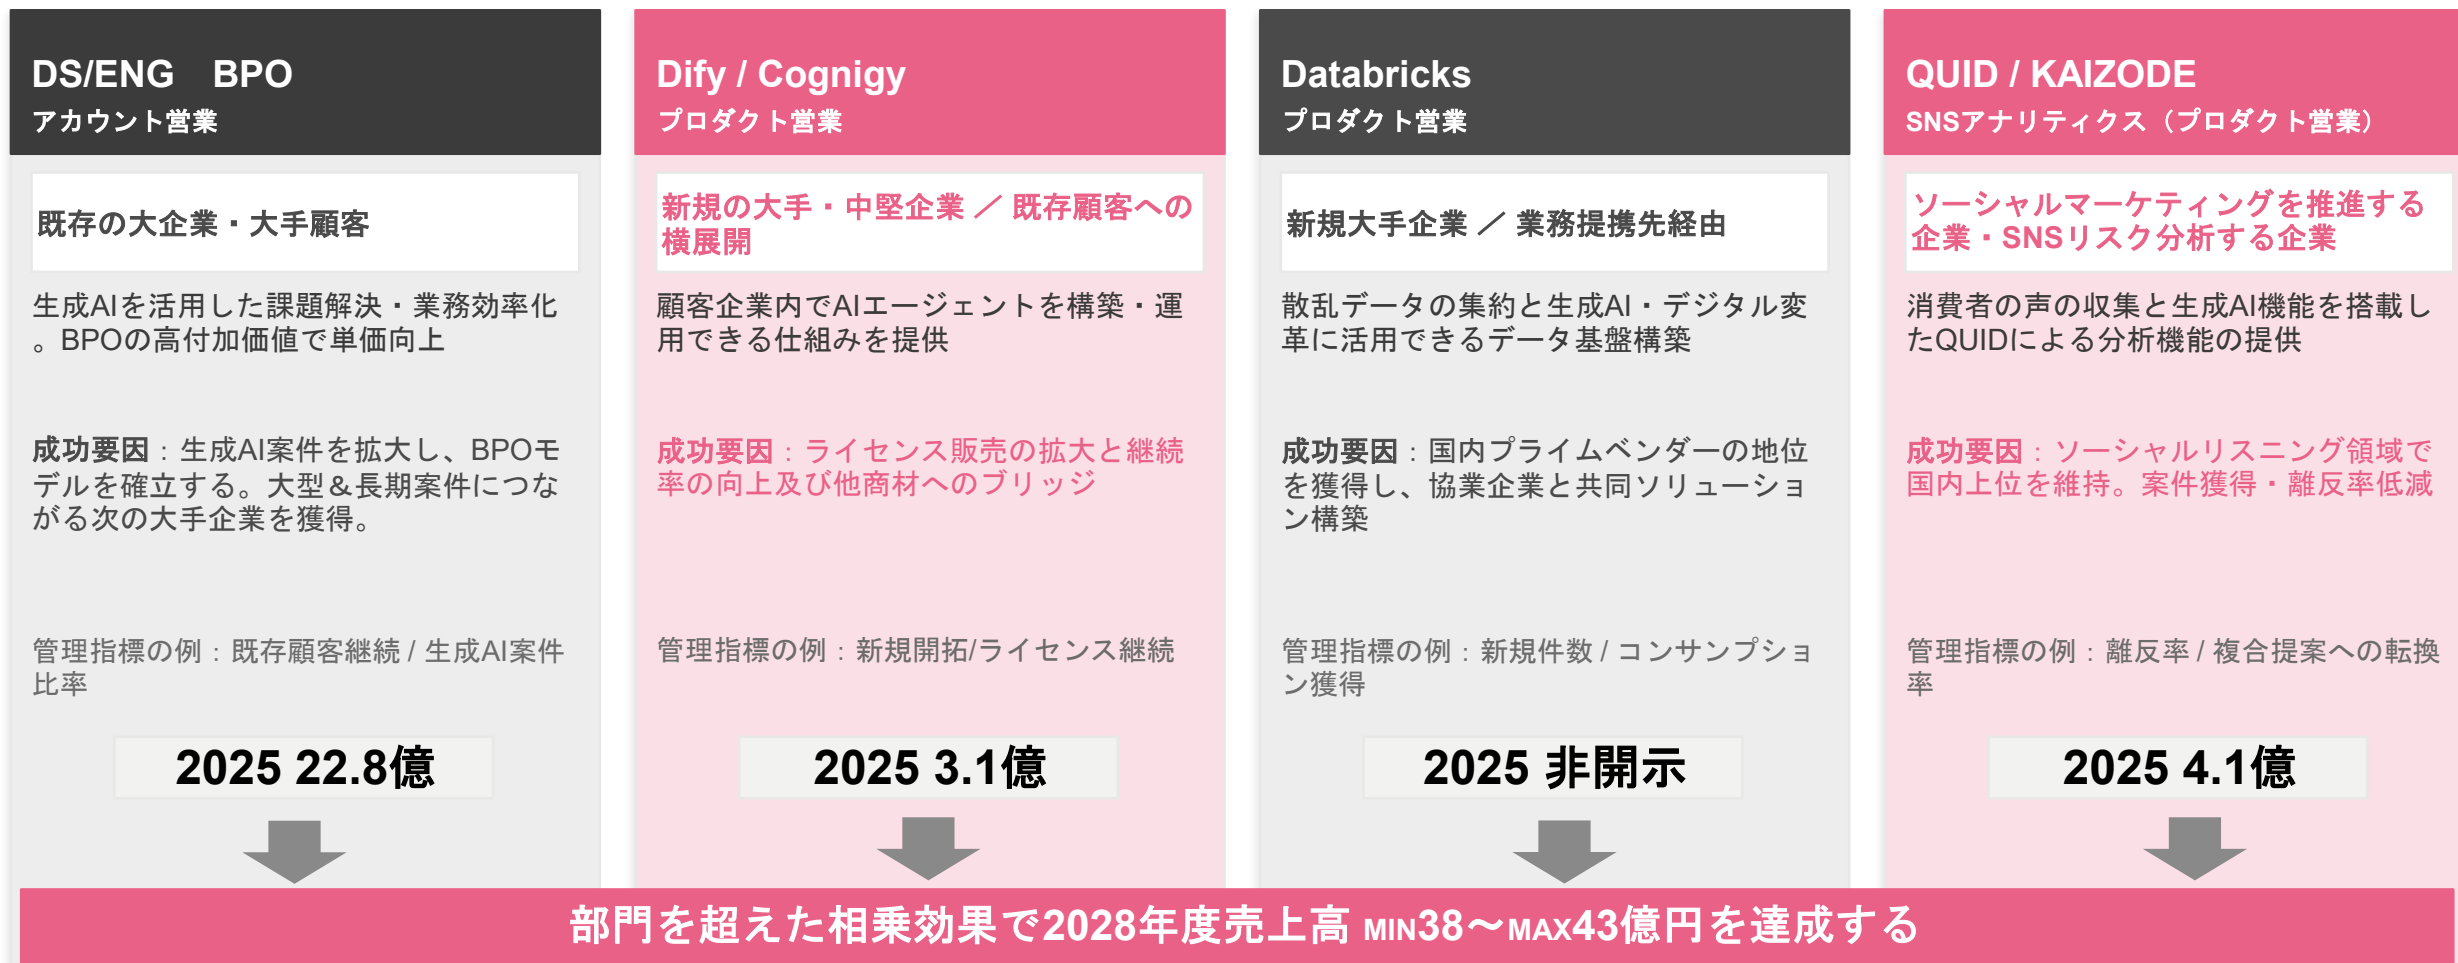 DS/ENG　BPO
アカウント営業
既存の大企業・大手顧客
生成AIを活用した課題解決・業務効率化
。BPOの高付加価値で単価向上
成功要因：生成AI案件を拡大し、BPOモ
デルを確立する。大型＆長期案件につな
がる次の大手企業を獲得。
管理指標の例：既存顧客継続 / 生成AI案件
比率
2025 22.8億
Dify / Cognigy
プロダクト営業
新規の大手・中堅企業 ／ 既存顧客への
横展開
顧客企業内でAIエージェントを構築・運
用できる仕組みを提供
成功要因：ライセンス販売の拡大と継続
率の向上及び他商材へのブリッジ
管理指標の例：新規開拓/ライセンス継続
2025 3.1億
Databricks
プロダクト営業
新規大手企業 ／ 業務提携先経由
散乱データの集約と生成AI・デジタル変
革に活用できるデータ基盤構築
成功要因：国内プライムベンダーの地位
を獲得し、協業企業と共同ソリューショ
ン構築
管理指標の例：新規件数 / コンサンプショ
ン獲得
2025 非開示
QUID / KAIZODE
SNSアナリティクス（プロダクト営業）
ソーシャルマーケティングを推進する
企業・SNSリスク分析する企業
消費者の声の収集と生成AI機能を搭載し
たQUIDによる分析機能の提供
成功要因：ソーシャルリスニング領域で
国内上位を維持。案件獲得・離反率低減
管理指標の例：離反率 / 複合提案への転換
率
2025 4.1億
部門を超えた相乗効果で2028年度売上高 MIN38〜MAX43億円を達成する